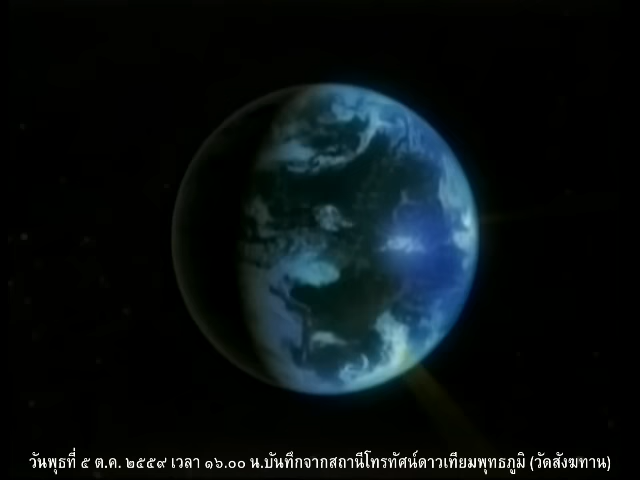 วันพุธที่ ๕ ต.ค. ๒๕๕๙ เวลา ๑๖.๐๐ น.บันทึกจากสถานีโทรทัศน์ดาวเทียมพุทธภูมิ (วัดสังฆทาน)